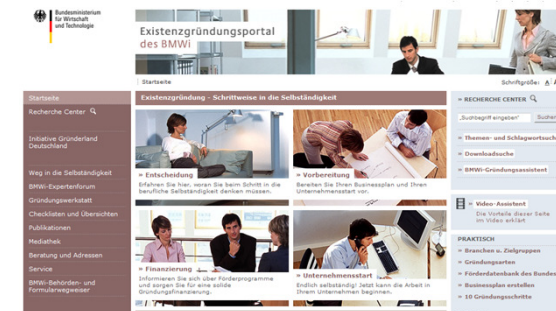 Bundesministerium
für Wirtschaft
und Technologie
Existenzgründungsportal
des BMWi
Startseite
Schriftgröße: A A
Startseite
Recherche Center
Initiative Gründerland
Deutschland
Weg in die Selbständigkeit
BMWi-Expertenforum
Gründungswerkstatt
Checklisten und Übersichten
Publikationen
Mediathek
Beratung und Adressen
Service
BMWi-Behörden- und
Formularwegweiser
Existenzgründung - Schrittweise in die Selbständigkeit
» Entscheidung
Erfahren Sie hier, woran Sie beim Schritt in die
berufliche Selbständigkeit denken müssen.
» Vorbereitung
Bereiten Sie Ihren Businessplan und Ihren
Unternehmensstart vor.
» Finanzierung
Informieren Sie sich über Förderprogramme
und sorgen Sie für eine solide
Gründungsfinanzierung.
» Unternehmensstart
Endlich selbständig! Jetzt kann die Arbeit in
Ihrem Unternehmen beginnen.
» RECHERCHE CENTER
„Suchbegriff eingeben"
Suchen
» Themen- und Schlagwortsuch
» Downloadsuche
» BMWi-Gründungsassistent
» Video-Assistent
Die Vorteile dieser Seite
im Video erklärt
PRAKTISCH
» Branchen u. Zielgruppen
» Gründungsarten
» Förderdatenbank des Bundes
» Businessplan erstellen
» 10 Gründungsschritte